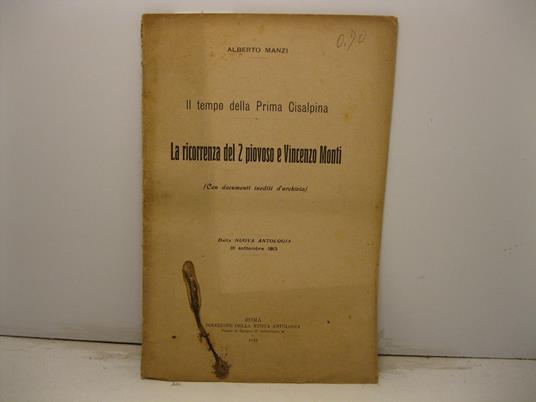 ALBERTO MANZI
0.70
Il tempo della Prima Cisalpina
La ricorrenza del 2 piovoso e Vincenzo Monti
(Con documenti inediti d'archivio)
Dalla NUOVA ANTOLOGIA
16 settembre 1913
ROMA
DIREZIONE DELLA NUOVA ANTOLOGIA
1913